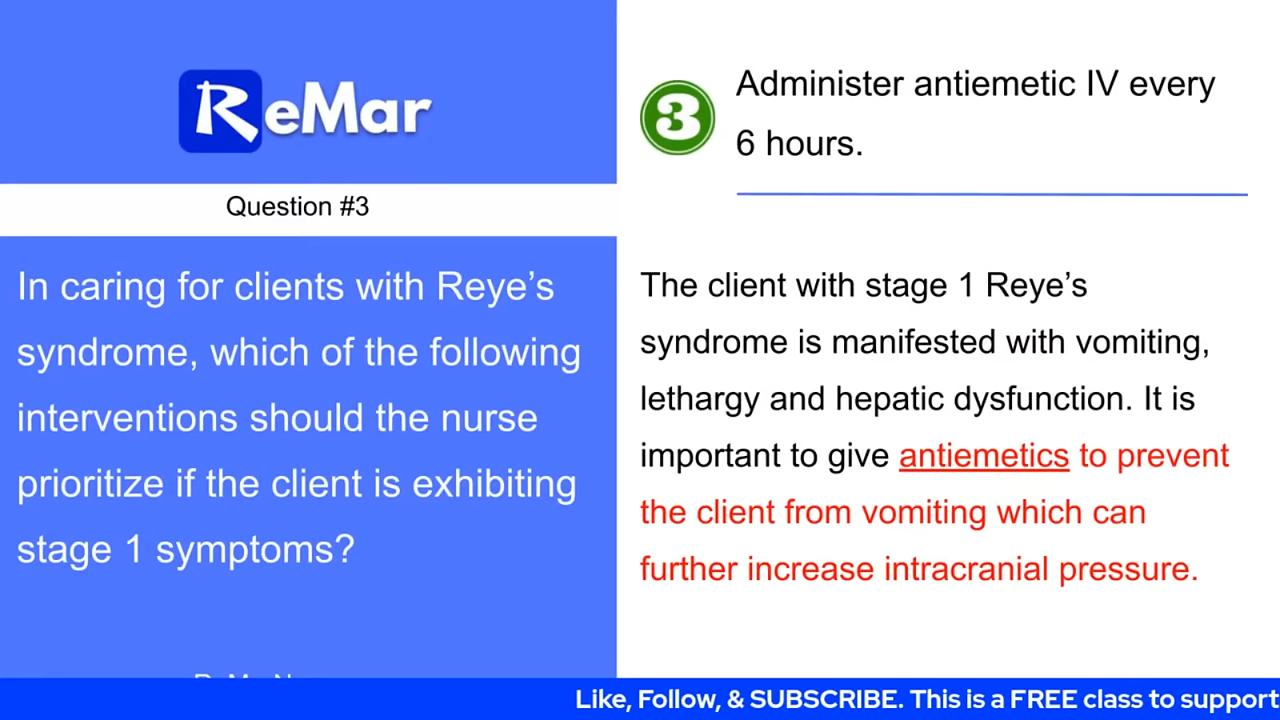 ReMar
Question #3
In caring for clients with Reye’s
syndrome, which of the following
interventions should the nurse
prioritize if the client is exhibiting
stage 1 symptoms?
3
Administer antiemetic IV every
6 hours.
The client with stage 1 Reye’s
syndrome is manifested with vomiting,
lethargy and hepatic dysfunction. It is
important to give antiemetics to prevent
the client from vomiting which can
further increase intracranial pressure.
Like, Follow, & SUBSCRIBE. This is a FREE class to support